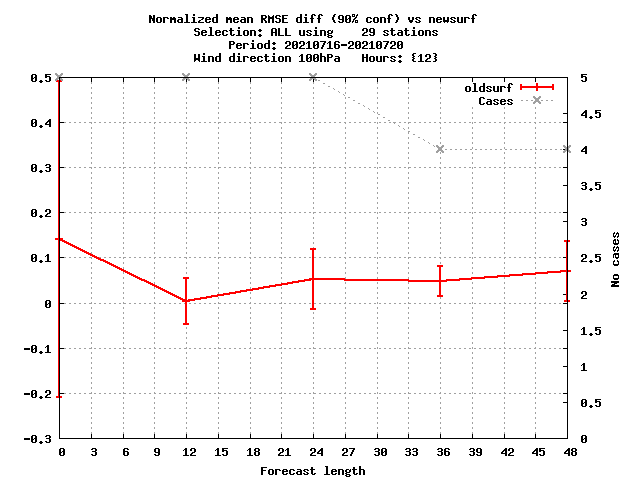 Normalized mean RMSE diff (90% conf) vs newsurf
Selection: ALL using    29 stations
Period: 20210716-20210720
Wind direction 100hPa   Hours: {12}
oldsurf
Cases
0.5
0.4
0.3
0.2
0.1
0
-0.1
-0.2
-0.3
5
4.5
4
3.5
3
2.5
2
1.5
1
0.5
0
No cases
0 3 6 9 12 15 18 21 24 27 30 33 36 39 42 45 48
Forecast length